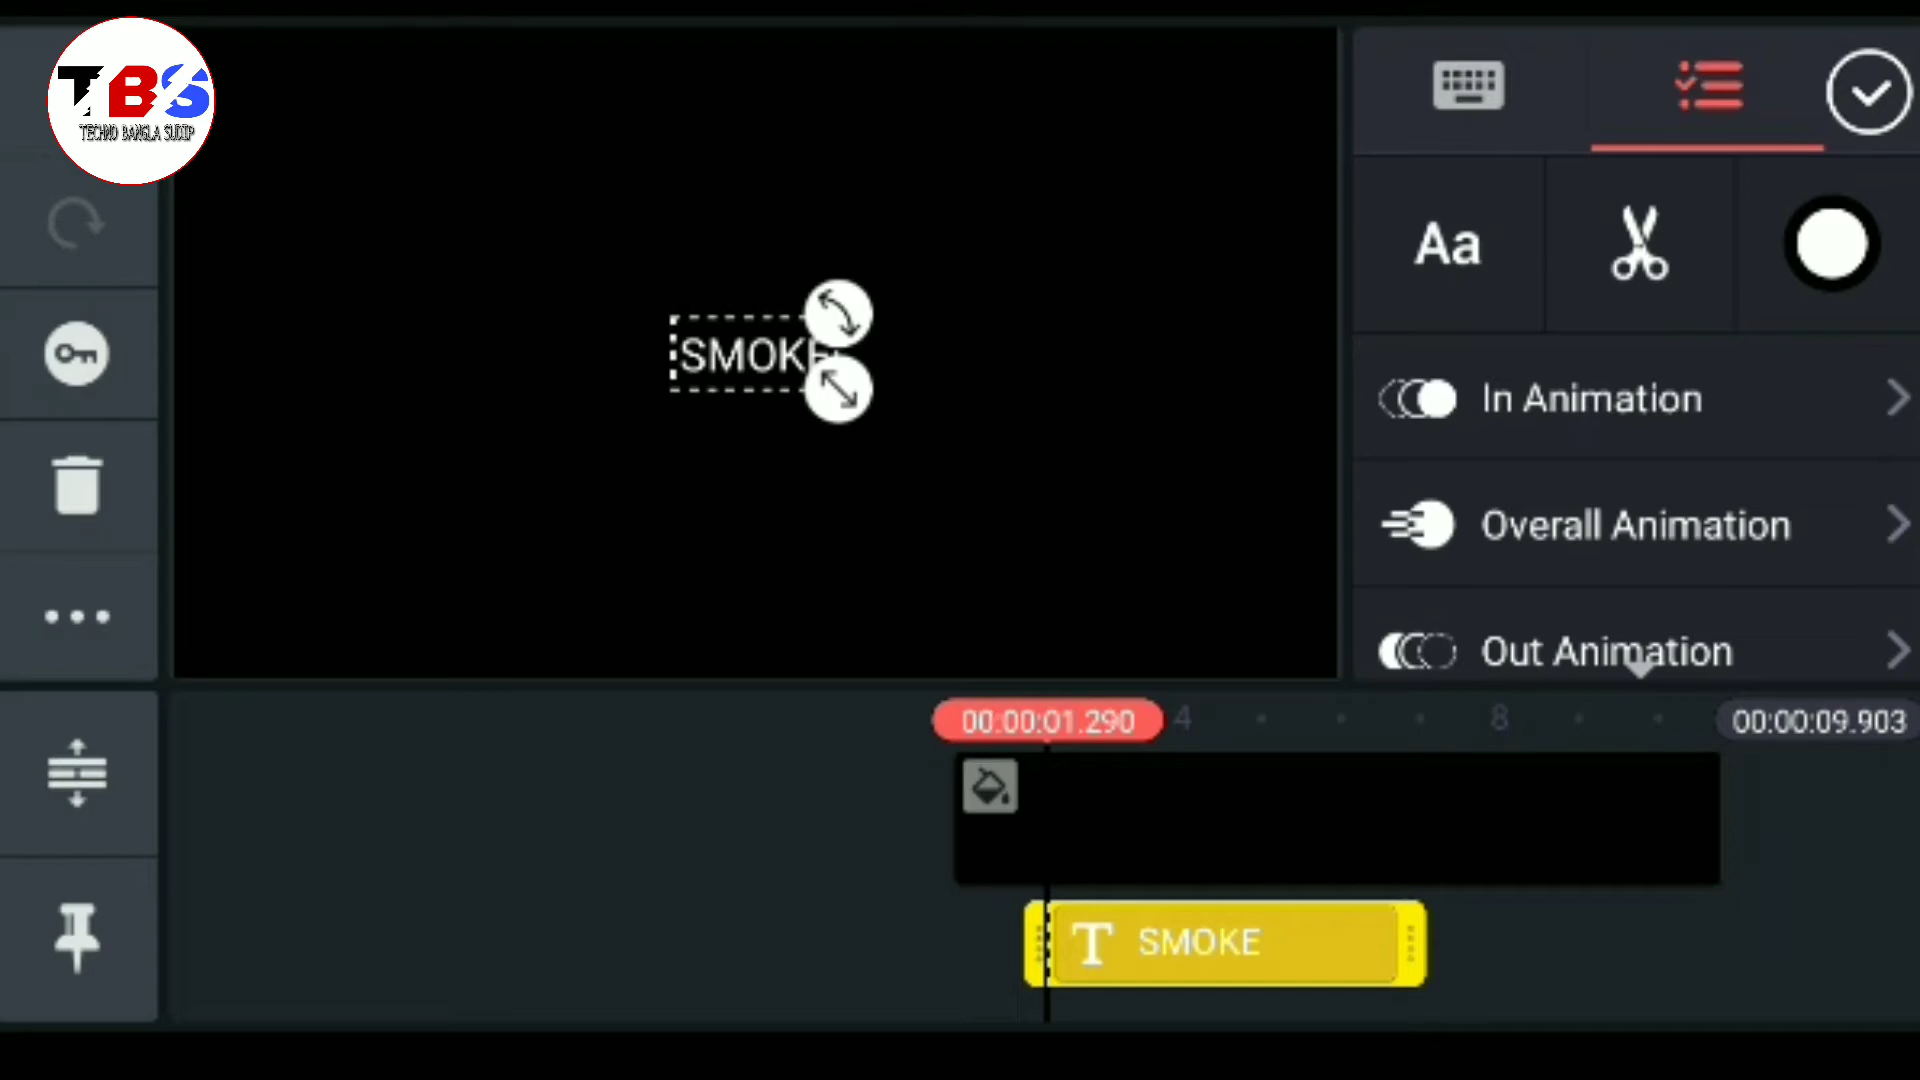 TBS
TECHNO BANGLA SUDIP
Aa
SMOKE
In Animation
Overall Animation
Out Animation
00:00:01.290
4
8
00:00:09.903
T SMOKE